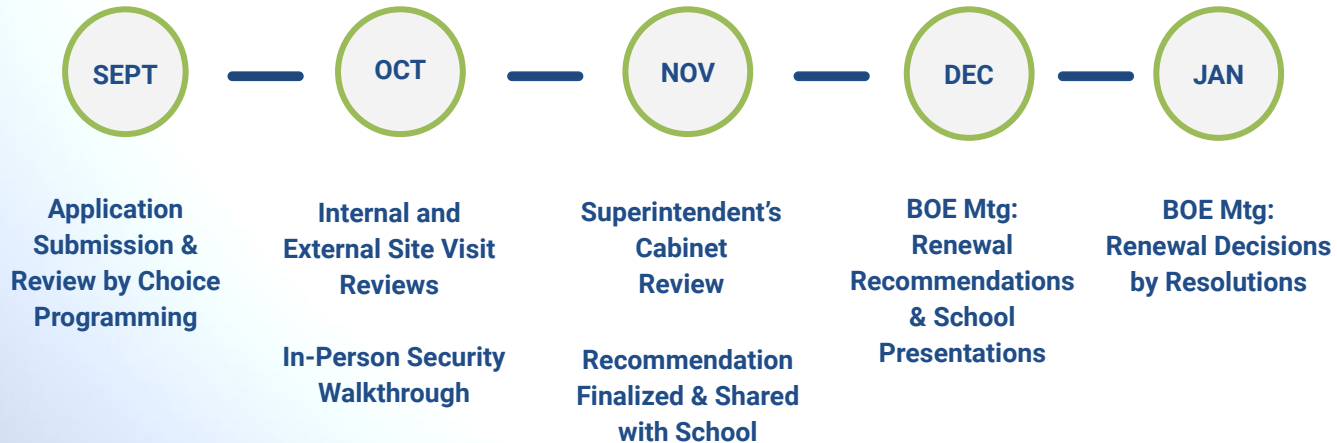 SEPT
OCT
NOV
DEC
JAN
Application
Submission &
Review by Choice
Programming
Internal and
External Site Visit
Reviews
In-Person Security
Walkthrough
Superintendent’s
Cabinet
Review
Recommendation
Finalized & Shared
with School
BOE Mtg:
Renewal
Recommendations
& School
Presentations
BOE Mtg:
Renewal Decisions
by Resolutions